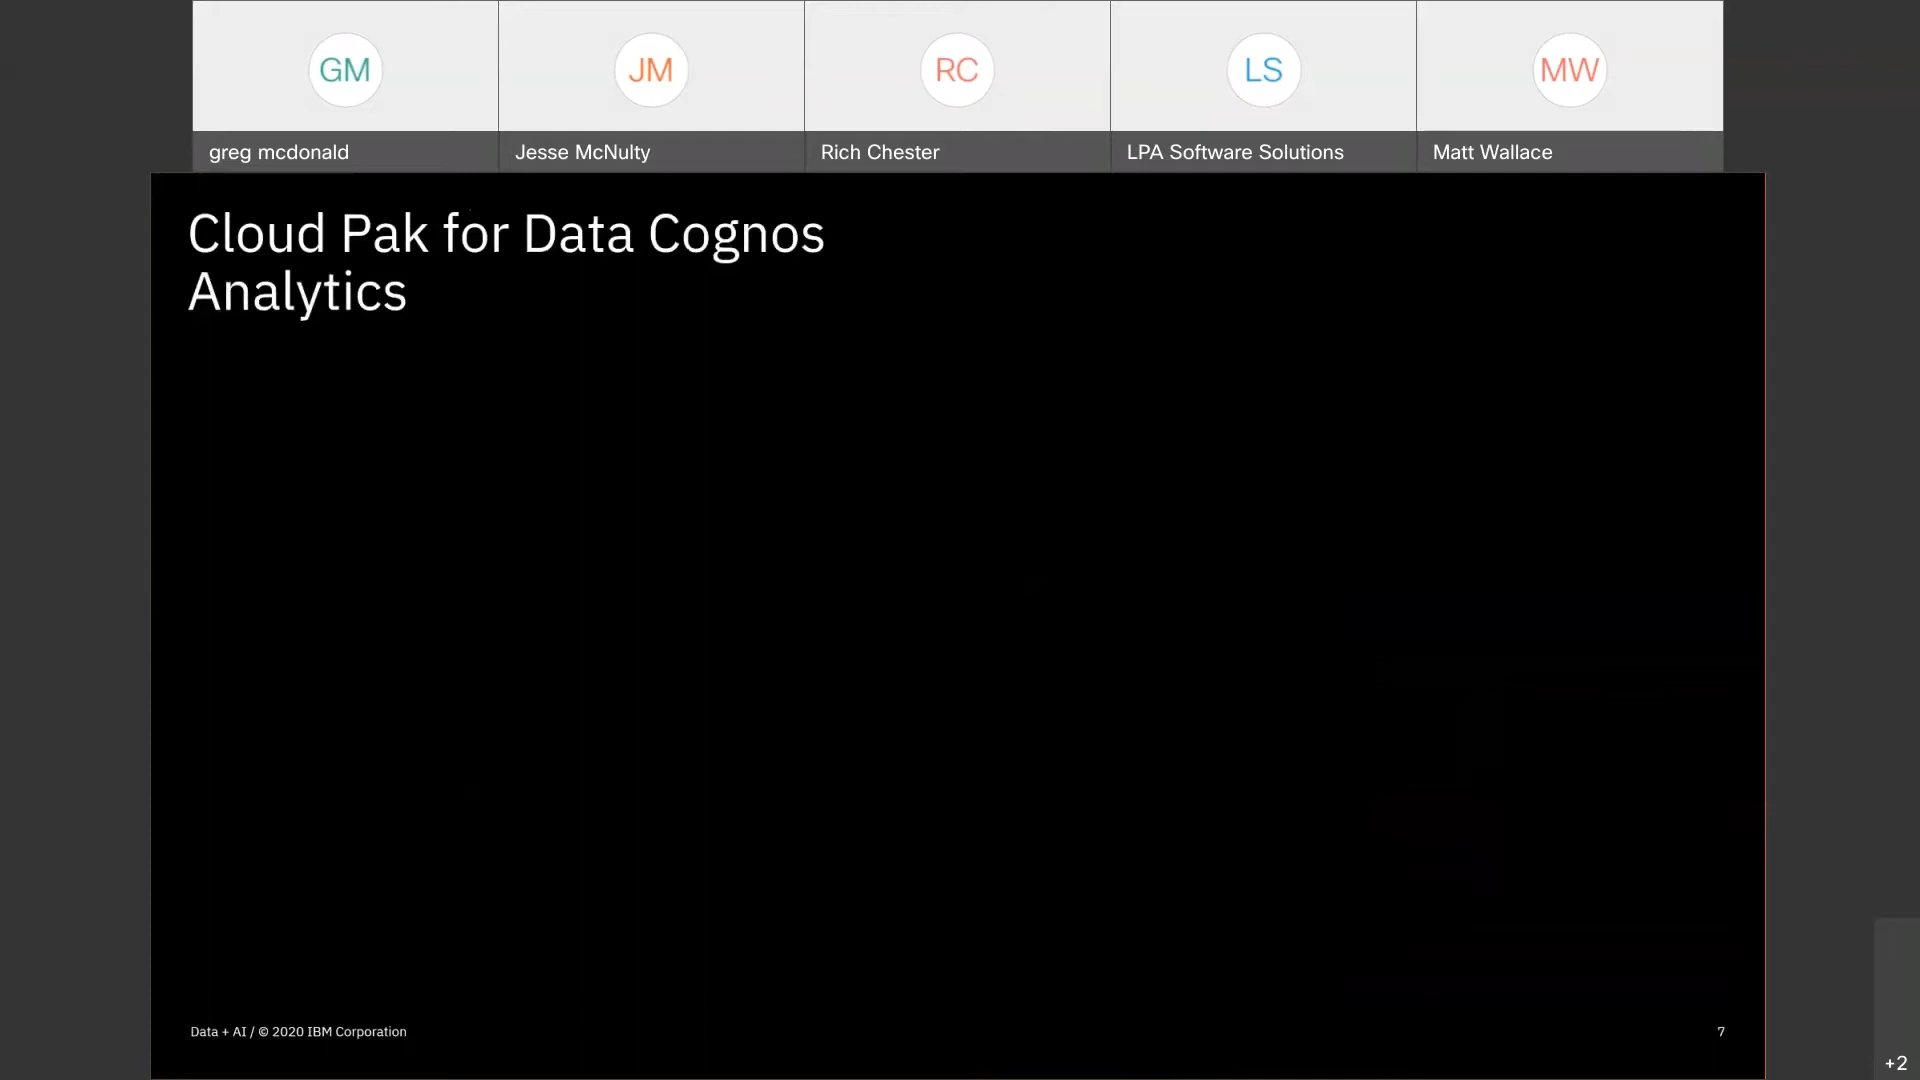 GM
JM
RC
LS
MW
greg mcdonald
Jesse McNulty
Rich Chester
LPA Software Solutions
Matt Wallace
Cloud Pak for Data Cognos
Analytics
Data + AI / © 2020 IBM Corporation
7
+2